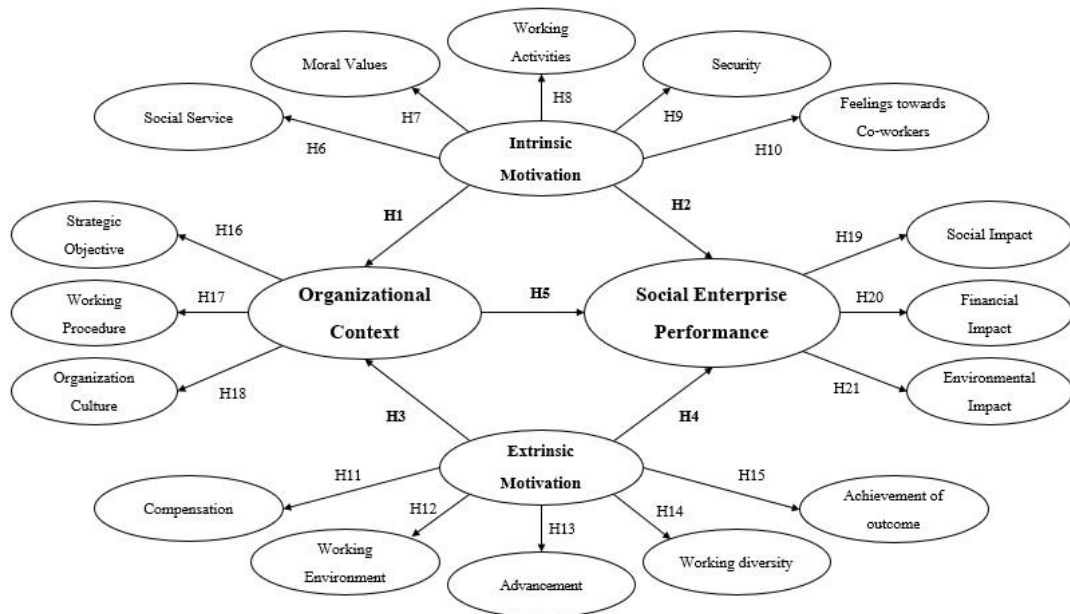 Working
Activities
Moral Values
Security
H8
Social Service
H7
H9
Feelings towards
Co-workers
H6
Intrinsic
Motivation
H10
H1
H2
Strategic
Objective
H16
H19
Social Impact
Working
Procedure
H17
Organizational
Context
H5
Social Enterprise
Performance
H20
Financial
Impact
Organization
Culture
H18
H21
Environmental
Impact
H3
H4
Extrinsic
Motivation
Compensation
H11
H15
Achievement of
outcome
H12
H14
Working
Environment
H13
Working diversity
Advancement